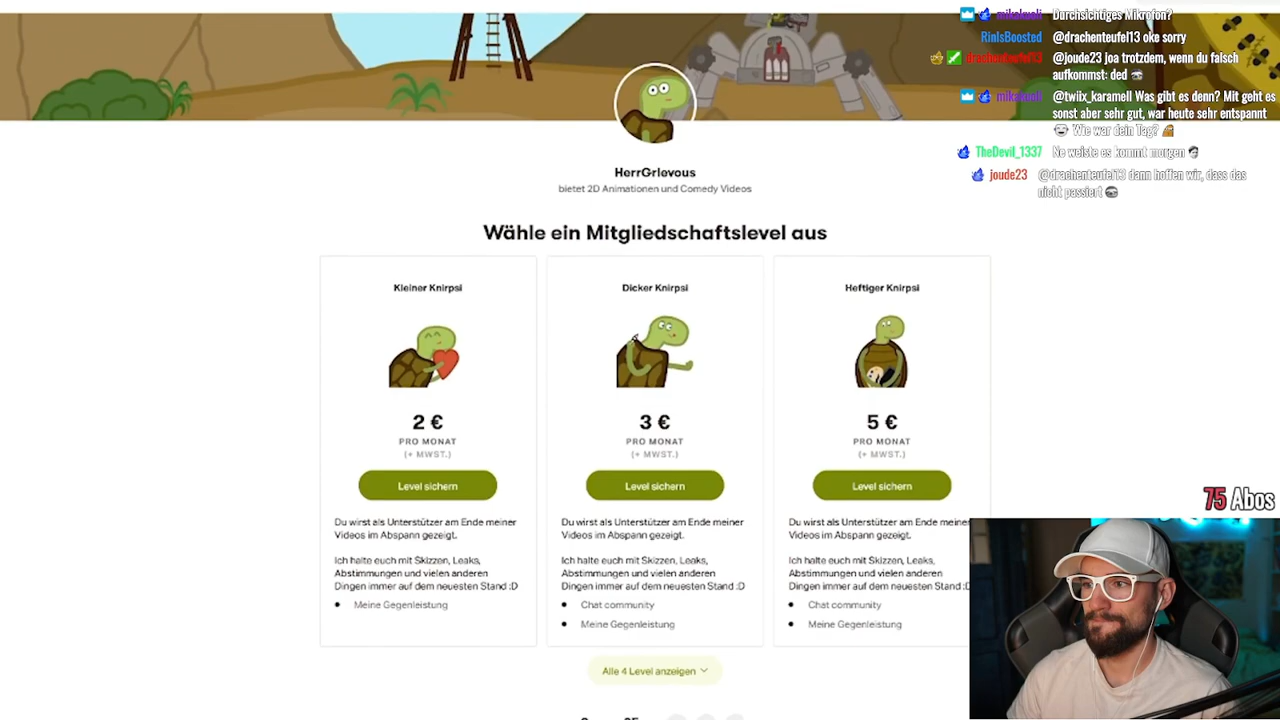 mikakuoli Durchsichtiges Mikrofon?
RinIsBoosted @drachenteufel13 oke sorry
drachenteufel13 @joude23 joa trotzdem, wenn du falsch
aufkommst: ded
mikakuoli @twiix_karamell Was gibt es denn? Mit geht es
sonst aber sehr gut, war heute sehr entspannt
Wie war dein Tag?
TheDevil_1337 Ne weiste es kommt morgen
joude23 @drachenteufel13 dann hoffen wir, dass das
nicht passiert
HerrGrievous
bietet 2D Animationen und Comedy Videos
Wähle ein Mitgliedschaftslevel aus
Kleiner Knirpsi
2 €
PRO MONAT
(+ MWST.)
Level sichern
Du wirst als Unterstützer am Ende meiner
Videos im Abspann gezeigt.
Ich halte euch mit Skizzen, Leaks,
Abstimmungen und vielen anderen
Dingen immer auf dem neuesten Stand :D
• Meine Gegenleistung
Dicker Knirpsi
3 €
PRO MONAT
(+ MWST.)
Level sichern
Du wirst als Unterstützer am Ende meiner
Videos im Abspann gezeigt.
Ich halte euch mit Skizzen, Leaks,
Abstimmungen und vielen anderen
Dingen immer auf dem neuesten Stand :D
• Chat community
• Meine Gegenleistung
Heftiger Knirpsi
5 €
PRO MONAT
(+ MWST.)
Level sichern
Du wirst als Unterstützer am Ende meiner
Videos im Abspann gezeigt.
Ich halte euch mit Skizzen, Leaks,
Abstimmungen und vielen anderen
Dingen immer auf dem neuesten Stand :D
• Chat community
• Meine Gegenleistung
Alle 4 Level anzeigen
75 Abos